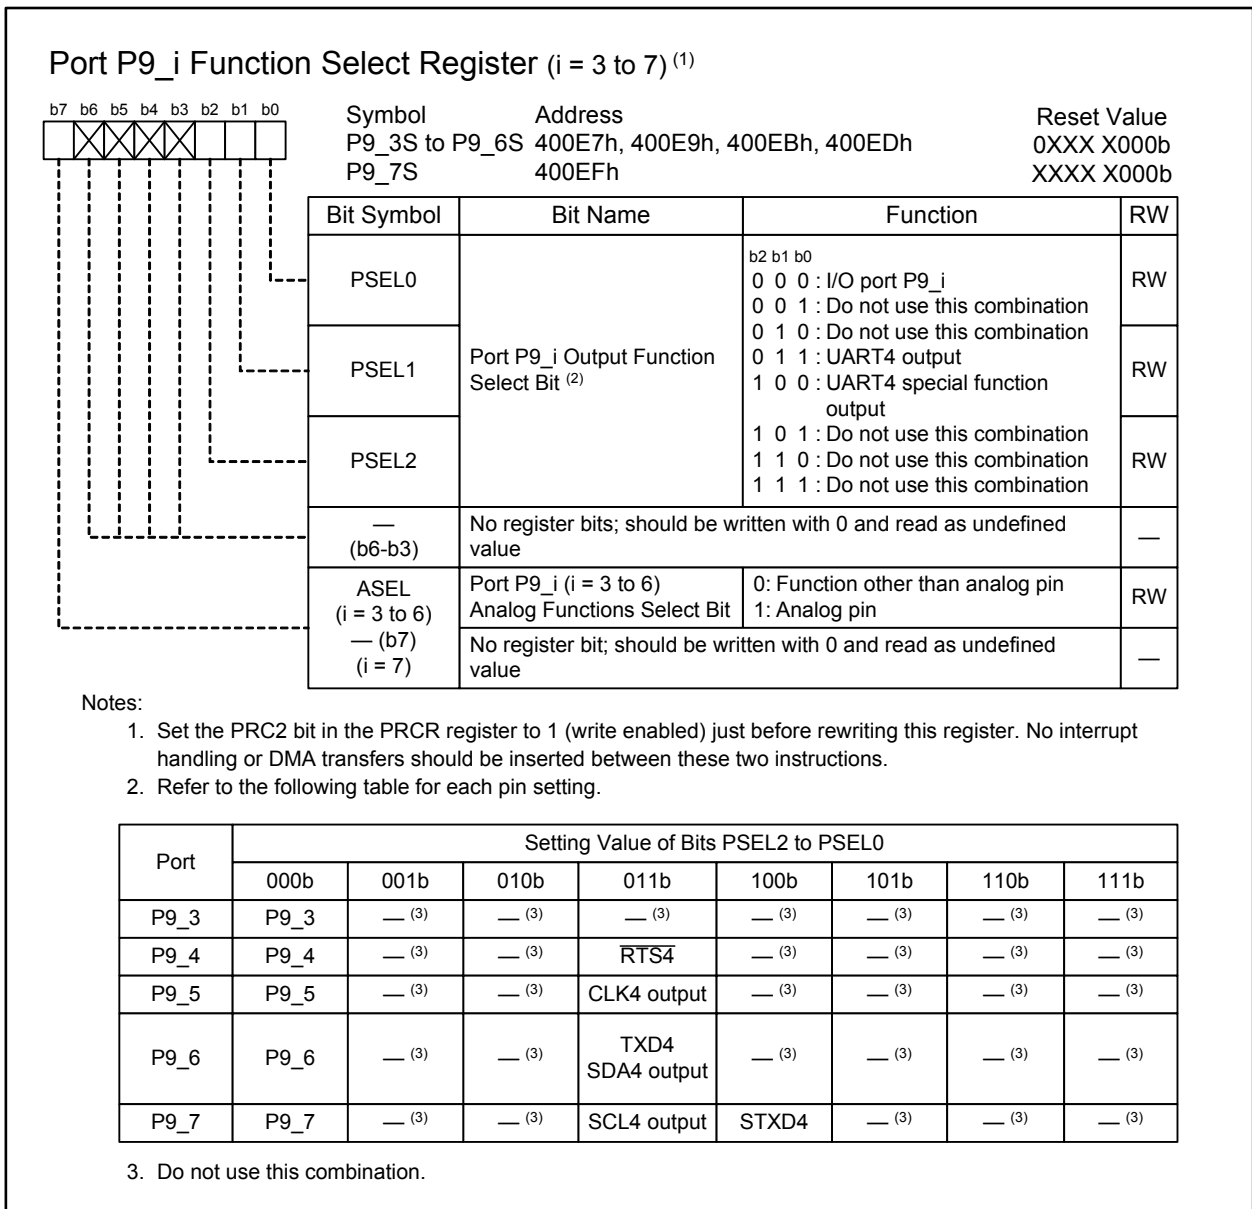 Port P9_i Function Select Register (i = 3 to 7) (1)
b7 b6 b5 b4 b3 b2 b1 b0
Symbol Address Reset Value
P9_3S to P9_6S 400E7h, 400E9h, 400EBh, 400EDh 0XXX X000b
P9_7S 400EFh XXXX X000b
Bit Symbol Bit Name Function RW
PSEL0
PSEL1
PSEL2
Port P9_i Output Function
Select Bit (2)
b2 b1 b0
0 0 0 : I/O port P9_i
0 0 1 : Do not use this combination
0 1 0 : Do not use this combination
0 1 1 : UART4 output
1 0 0 : UART4 special function
output
1 0 1 : Do not use this combination
1 1 0 : Do not use this combination
1 1 1 : Do not use this combination
RW
RW
RW
—
(b6-b3)
No register bits; should be written with 0 and read as undefined
value
—
ASEL
(i = 3 to 6)
— (b7)
(i = 7)
Port P9_i (i = 3 to 6)
Analog Functions Select Bit
0: Function other than analog pin
1: Analog pin
RW
No register bit; should be written with 0 and read as undefined
value
—
Notes:
1. Set the PRC2 bit in the PRCR register to 1 (write enabled) just before rewriting this register. No interrupt
handling or DMA transfers should be inserted between these two instructions.
2. Refer to the following table for each pin setting.
Port Setting Value of Bits PSEL2 to PSEL0
000b 001b 010b 011b 100b 101b 110b 111b
P9_3 P9_3 — (3) — (3) — (3) — (3) — (3) — (3) — (3)
P9_4 P9_4 — (3) — (3) RTS4 — (3) — (3) — (3) — (3)
P9_5 P9_5 — (3) — (3) CLK4 output — (3) — (3) — (3) — (3)
P9_6 P9_6 — (3) — (3) TXD4 — (3) — (3) — (3) — (3)
SDA4 output
P9_7 P9_7 — (3) — (3) SCL4 output STXD4 — (3) — (3) — (3)
3. Do not use this combination.